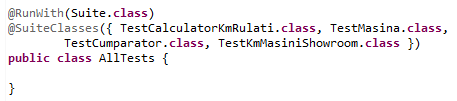 @RunWith(Suite.class)
@SuiteClasses({ TestCalculatorKmRulati.class, TestMasina.class,
TestCumparator.class, TestKmMasiniShowroom.class })
public class AllTests {
}